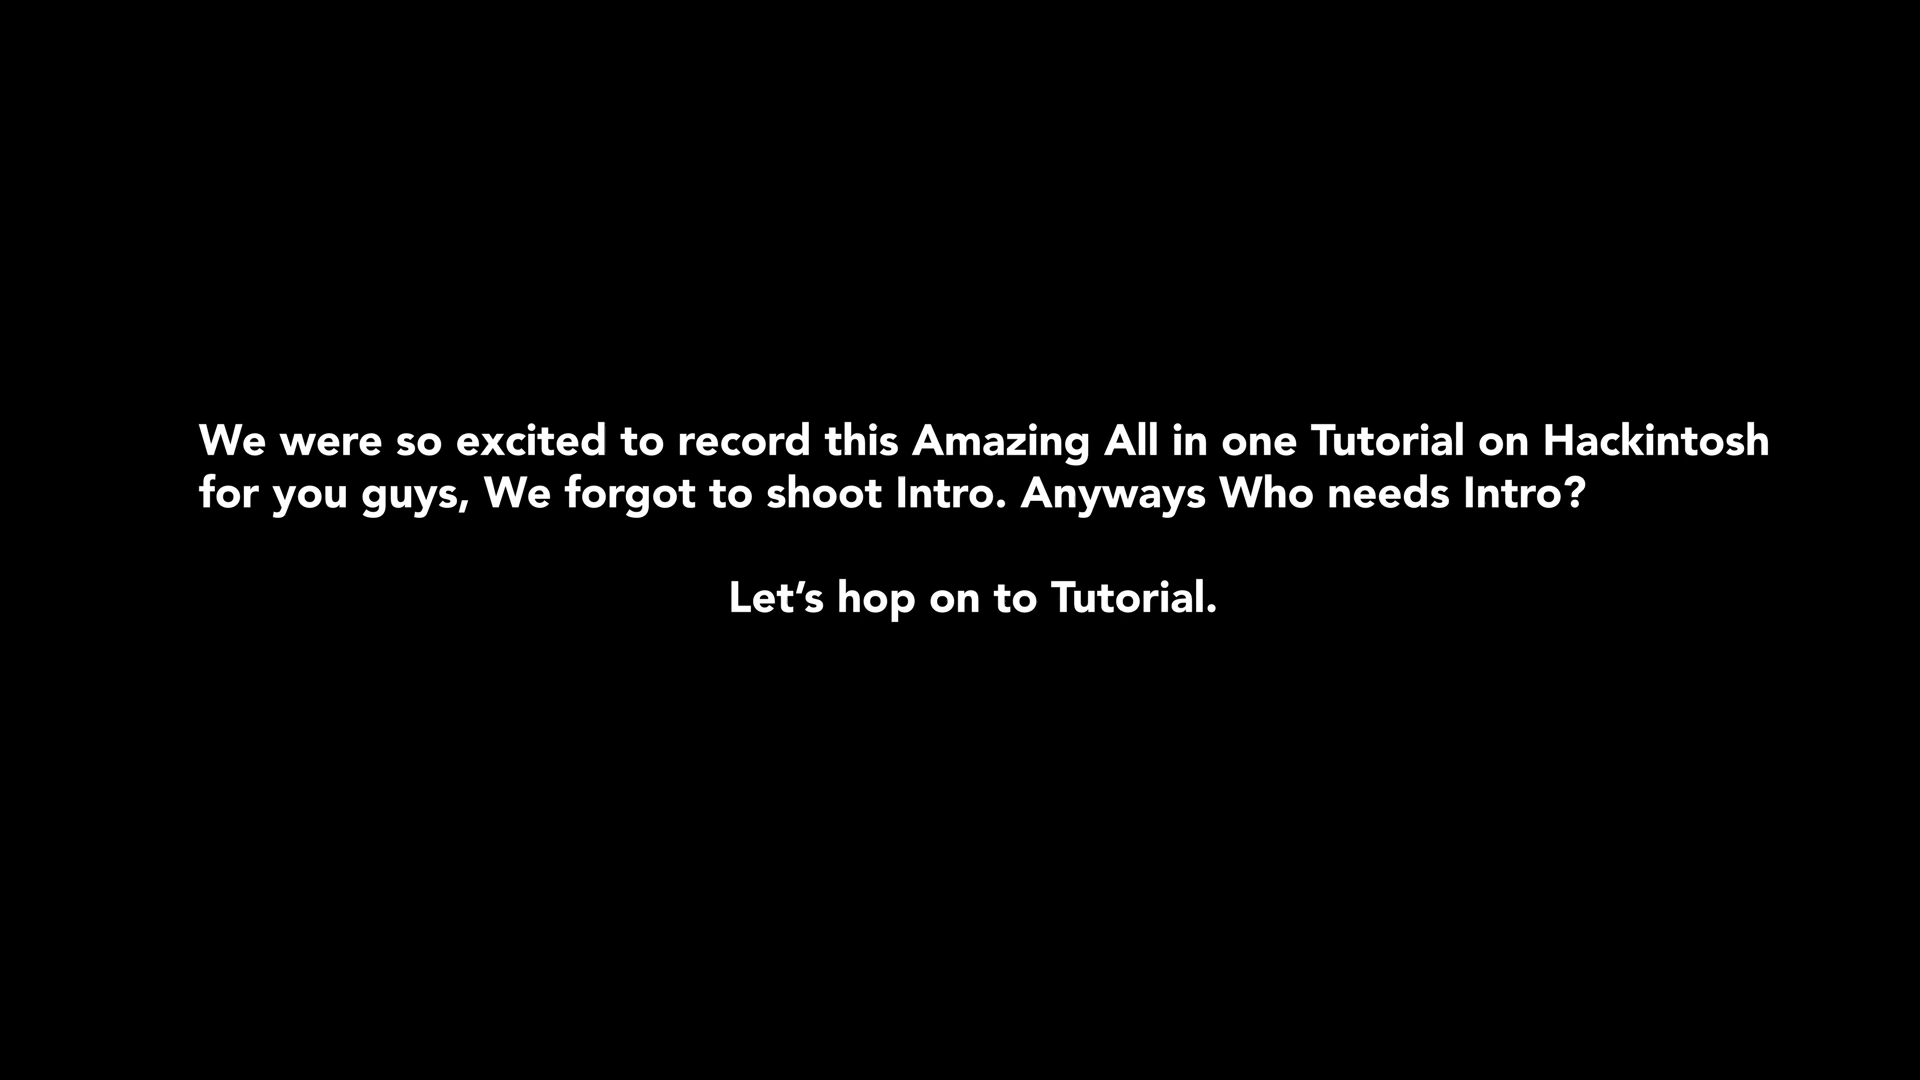 We were so excited to record this Amazing All in one Tutorial on Hackintosh
for you guys, We forgot to shoot Intro. Anyways Who needs Intro?
Let’s hop on to Tutorial.